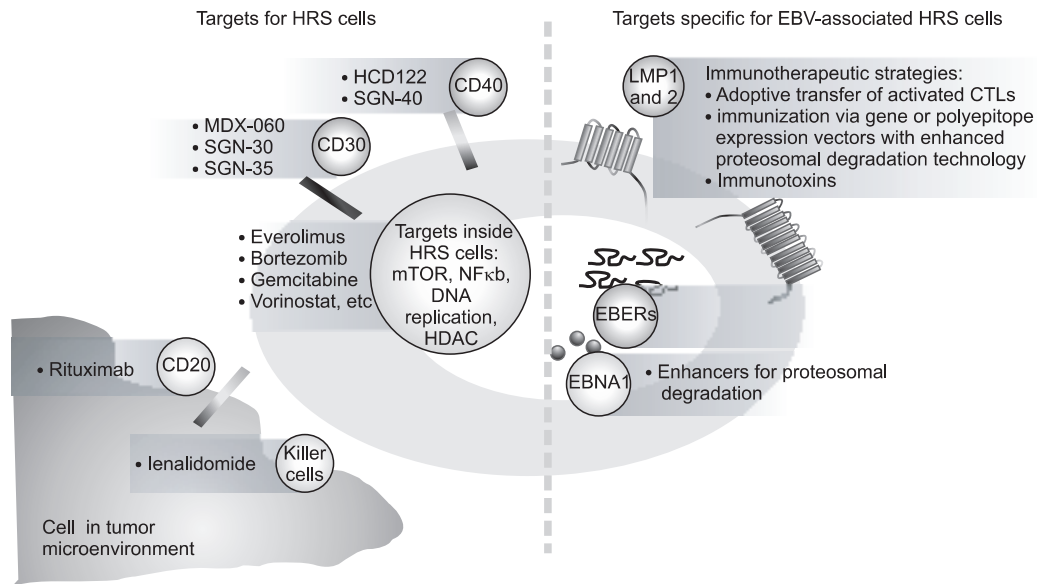 Targets for HRS cells
• HCD122
• SGN-40
CD40
• MDX-060
• SGN-30
• SGN-35
CD30
• Everolimus
• Bortezomib
• Gemcitabine
• Vorinostat, etc
Targets inside
HRS cells:
mTOR, NFκb,
DNA
replication,
HDAC
• Rituximab
CD20
• lenalidomide
Killer
cells
Cell in tumor
microenvironment
Targets specific for EBV-associated HRS cells
LMP1
and 2
Immunotherapeutic strategies:
• Adoptive transfer of activated CTLs
• immunization via gene or polyepitope
expression vectors with enhanced
proteosomal degradation technology
• Immunotoxins
EBERs
EBNA1
• Enhancers for proteosomal
degradation